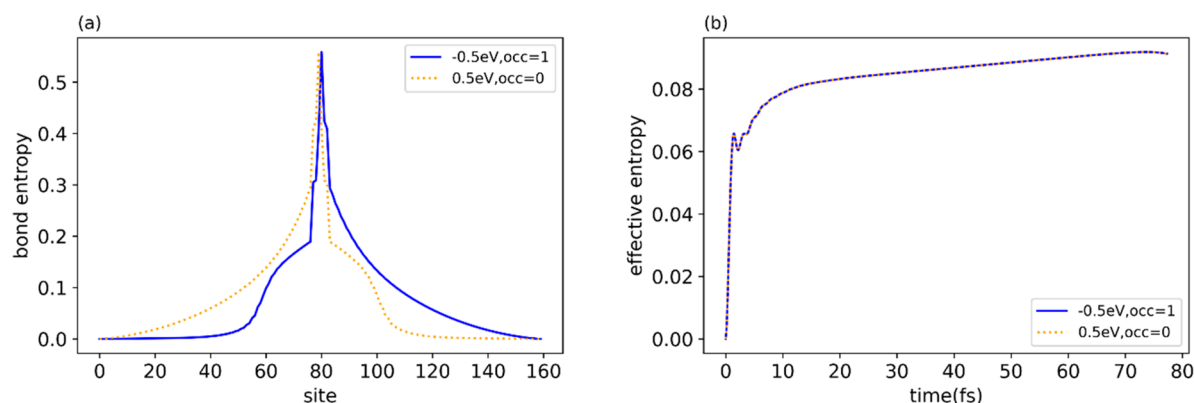 (a)
bond entropy
0.5
0.4
0.3
0.2
0.1
0.0
0 20 40 60 80 100 120 140 160
site
-0.5eV,occ=1
0.5eV,occ=0
(b)
effective entropy
0.08
0.06
0.04
0.02
0.00
0 10 20 30 40 50 60 70 80
time(fs)
-0.5eV,occ=1
0.5eV,occ=0